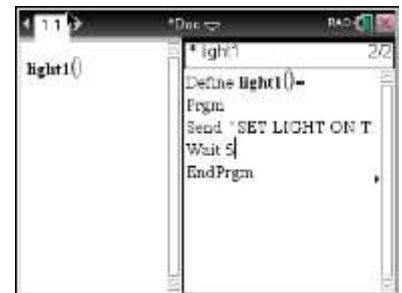 1.1 *Doc RAD
light1()
* light1 2/2
Define light1()=
Prgm
Send "SET LIGHT ON T
Wait 5
EndPrgm